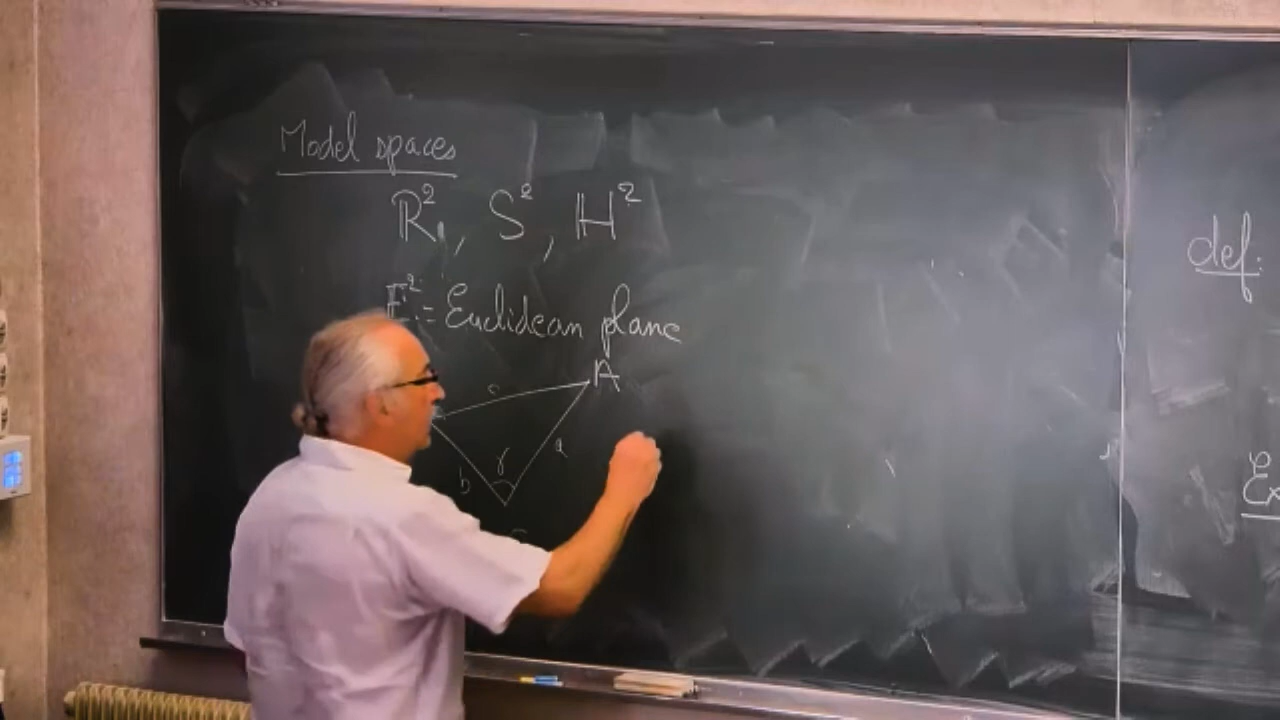 Model spaces
ℝ², S², ℍ²
E² := Euclidean plane
c A
γ a
b
def:
Ex